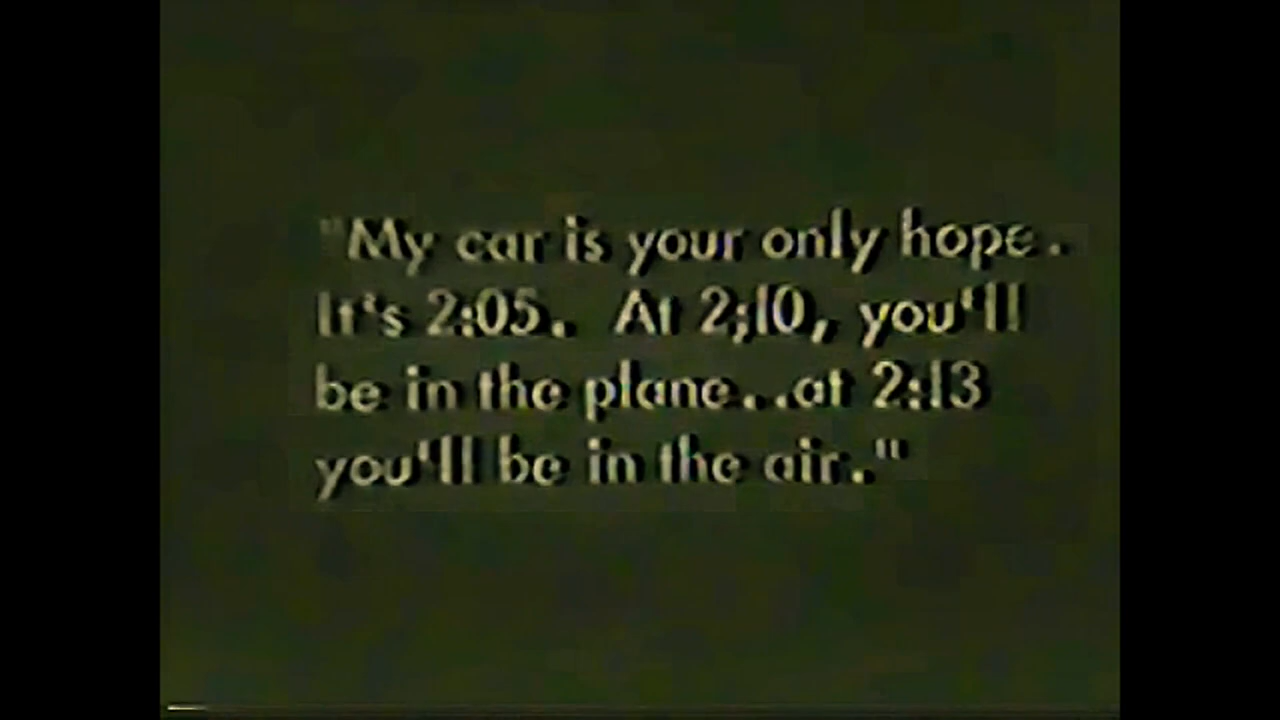 "My car is your only hope.
It's 2:05. At 2;10, you'll
be in the plane...at 2:13
you'll be in the air."